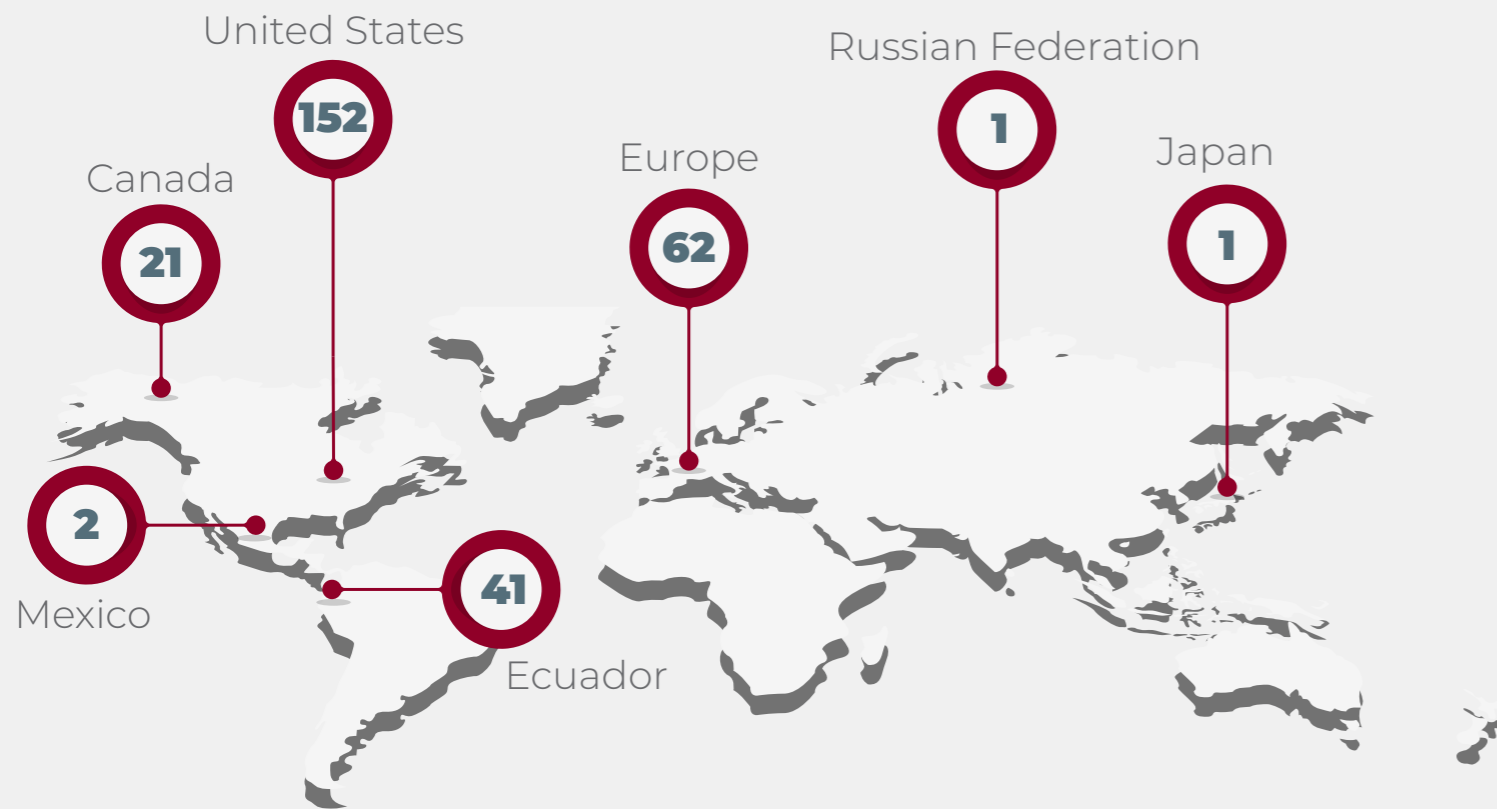 United States
152
Russian Federation
1
Canada
21
Europe
62
Japan
1
2
Mexico
41
Ecuador